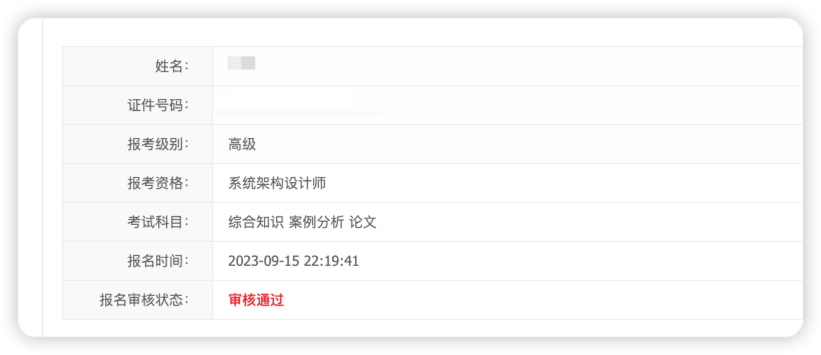 姓名：
证件号码：
报考级别： 高级
报考资格： 系统架构设计师
考试科目： 综合知识 案例分析 论文
报名时间： 2023-09-15 22:19:41
报名审核状态： 审核通过